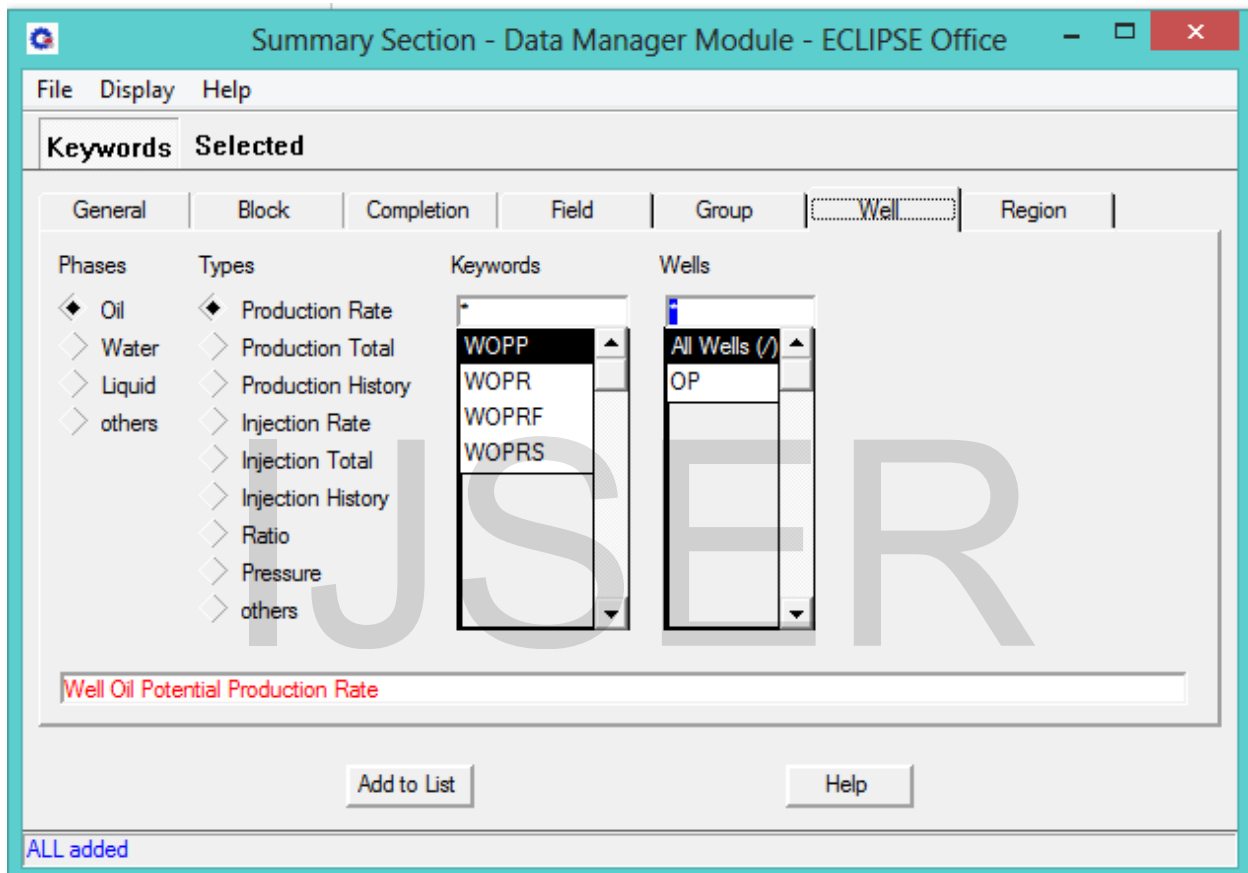 Summary Section - Data Manager Module - ECLIPSE Office
File Display Help
Keywords Selected
General Block Completion Field Group Well Region
Phases Types Keywords Wells
Oil Production Rate * *
Water Production Total WOPP All Wells (/)
Liquid Production History WOPR OP
others Injection Rate WOPRF
Injection Total WOPRS
Injection History
Ratio
Pressure
others
IJSER
Well Oil Potential Production Rate
Add to List Help
ALL added